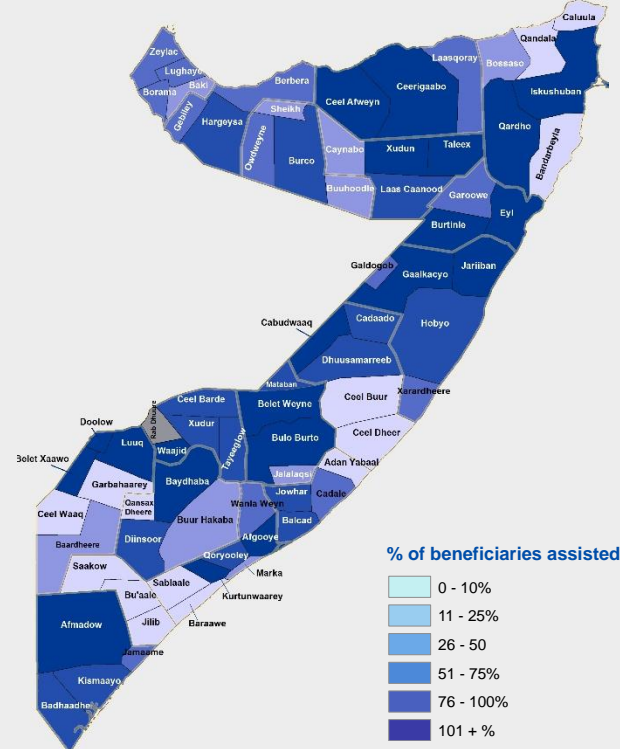 Caluula
Qandala
Zeylac
Laasqoray
Bossaso
Lughaye
Berbera
Ceerigaabo
Borama
Baki
Iskushuban
Ceel Afweyn
Gebiley
Sheikh
Hargeysa
Qardho
Owdweyne
Caynabo
Xudun
Taleex
Bandarbeyla
Burco
Buuhoodle
Laas Caanood
Garoowe
Eyl
Burtinle
Galdogob
Jariiban
Gaalkacyo
Cabudwaaq
Cadaado
Hobyo
Dhuusamarreeb
Mataban
Xarardheere
Ceel Buur
Ceel Barde
Belet Weyne
Rab Dhuure
Doolow
Xudur
Ceel Dheer
Luuq
Waajid
Tayeeglow
Bulo Burto
Belet Xaawo
Adan Yabaal
Garbahaarey
Baydhaba
Jalalaqsi
Qansax
Dheere
Jowhar
Cadale
Ceel Waaq
Wanla Weyn
Buur Hakaba
Balcad
Diinsoor
Afgooye
Baardheere
Qoryooley
Saakow
Marka
Sablaale
Bu'aale
Kurtunwaarey
Afmadow
Jilib
Baraawe
Jamaame
Kismaayo
Badhaadhe
% of beneficiaries assisted
0 - 10%
11 - 25%
26 - 50
51 - 75%
76 - 100%
101 + %